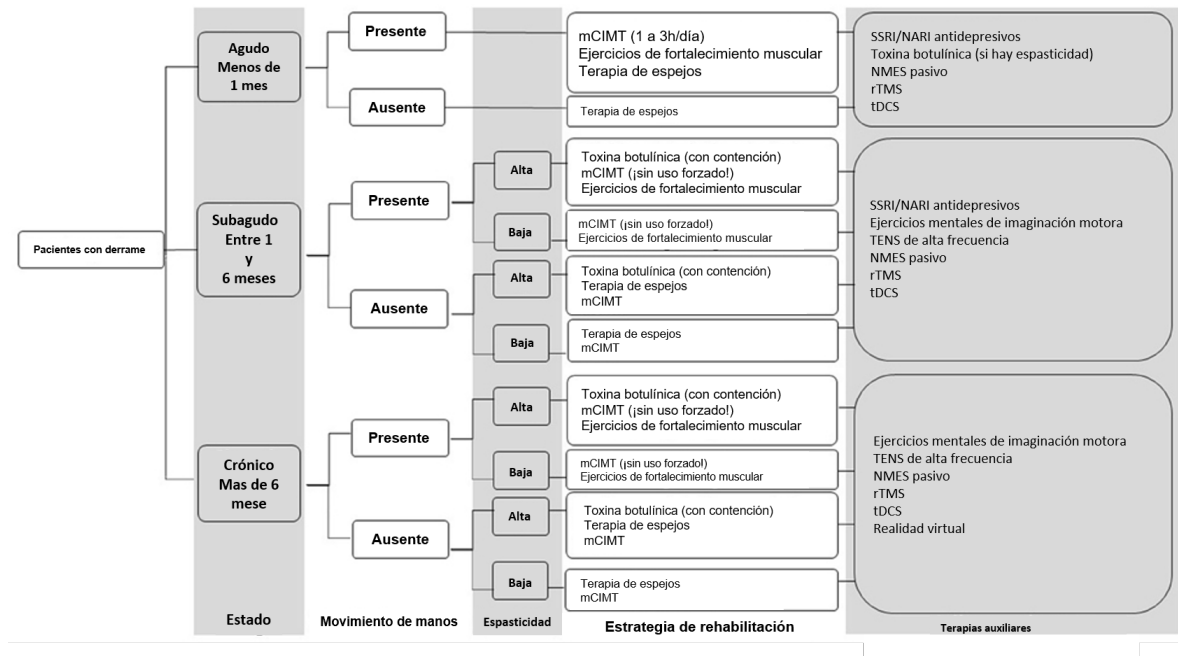 Pacientes con derrame
Agudo
Menos de
1 mes
Presente
mCIMT (1 a 3h/día)
Ejercicios de fortalecimiento muscular
Terapia de espejos
Ausente
Terapia de espejos
SSRI/NARI antidepresivos
Toxina botulínica (si hay espasticidad)
NMES pasivo
rTMS
tDCS
Subagudo
Entre 1
y
6 meses
Presente
Alta
Toxina botulínica (con contención)
mCIMT (¡sin uso forzado!)
Ejercicios de fortalecimiento muscular
Baja
mCIMT (¡sin uso forzado!)
Ejercicios de fortalecimiento muscular
Ausente
Alta
Toxina botulínica (con contención)
Terapia de espejos
mCIMT
Baja
Terapia de espejos
mCIMT
SSRI/NARI antidepresivos
Ejercicios mentales de imaginación motora
TENS de alta frecuencia
NMES pasivo
rTMS
tDCS
Crónico
Mas de 6
mese
Presente
Alta
Toxina botulínica (con contención)
mCIMT (¡sin uso forzado!)
Ejercicios de fortalecimiento muscular
Baja
mCIMT (¡sin uso forzado!)
Ejercicios de fortalecimiento muscular
Ausente
Alta
Toxina botulínica (con contención)
Terapia de espejos
mCIMT
Baja
Terapia de espejos
mCIMT
Ejercicios mentales de imaginación motora
TENS de alta frecuencia
NMES pasivo
rTMS
tDCS
Realidad virtual
Estado
Movimiento de manos
Espasticidad
Estrategia de rehabilitación
Terapias auxiliares